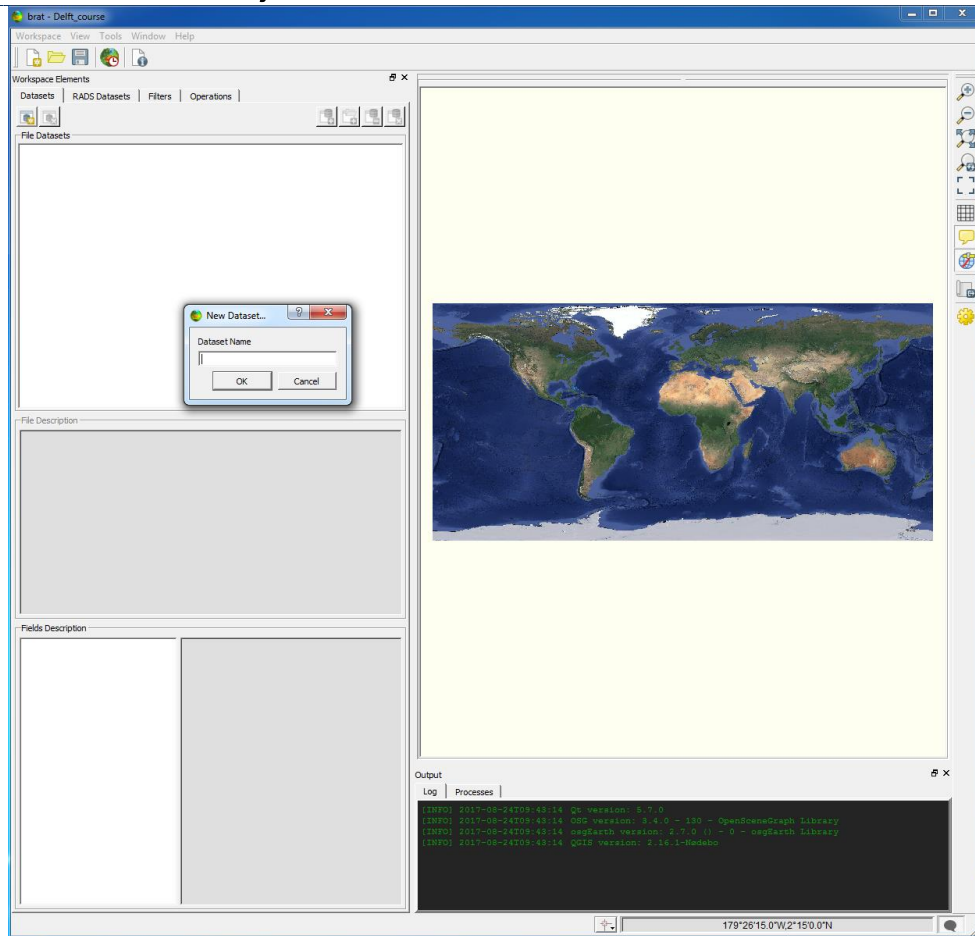 brat - Delft_course
Workspace View Tools Window Help
Workspace Elements
Datasets RADS Datasets Filters Operations
File Datasets
New Dataset...
Dataset Name
OK Cancel
File Description
Fields Description
Output
Log Processes
[INFO] 2017-08-24T09:43:14 Qt version: 5.7.0
[INFO] 2017-08-24T09:43:14 OSG version: 3.4.0 - 130 - OpenSceneGraph Library
[INFO] 2017-08-24T09:43:14 osgEarth version: 2.7.0 () - 0 - osgEarth Library
[INFO] 2017-08-24T09:43:14 QGIS version: 2.16.1-Nødebo
179°26'15.0"W,2°15'0.0"N